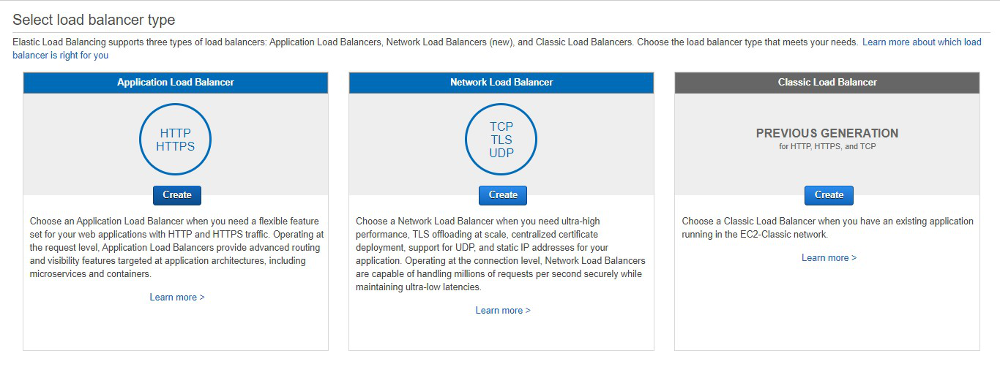 Select load balancer type
Elastic Load Balancing supports three types of load balancers: Application Load Balancers, Network Load Balancers (new), and Classic Load Balancers. Choose the load balancer type that meets your needs. Learn more about which load
balancer is right for you
Application Load Balancer
HTTP
HTTPS
Create
Choose an Application Load Balancer when you need a flexible feature
set for your web applications with HTTP and HTTPS traffic. Operating at
the request level, Application Load Balancers provide advanced routing
and visibility features targeted at application architectures, including
microservices and containers.
Learn more >
Network Load Balancer
TCP
TLS
UDP
Create
Choose a Network Load Balancer when you need ultra-high
performance, TLS offloading at scale, centralized certificate
deployment, support for UDP, and static IP addresses for your
application. Operating at the connection level, Network Load Balancers
are capable of handling millions of requests per second securely while
maintaining ultra-low latencies.
Learn more >
Classic Load Balancer
PREVIOUS GENERATION
for HTTP, HTTPS, and TCP
Create
Choose a Classic Load Balancer when you have an existing application
running in the EC2-Classic network.
Learn more >